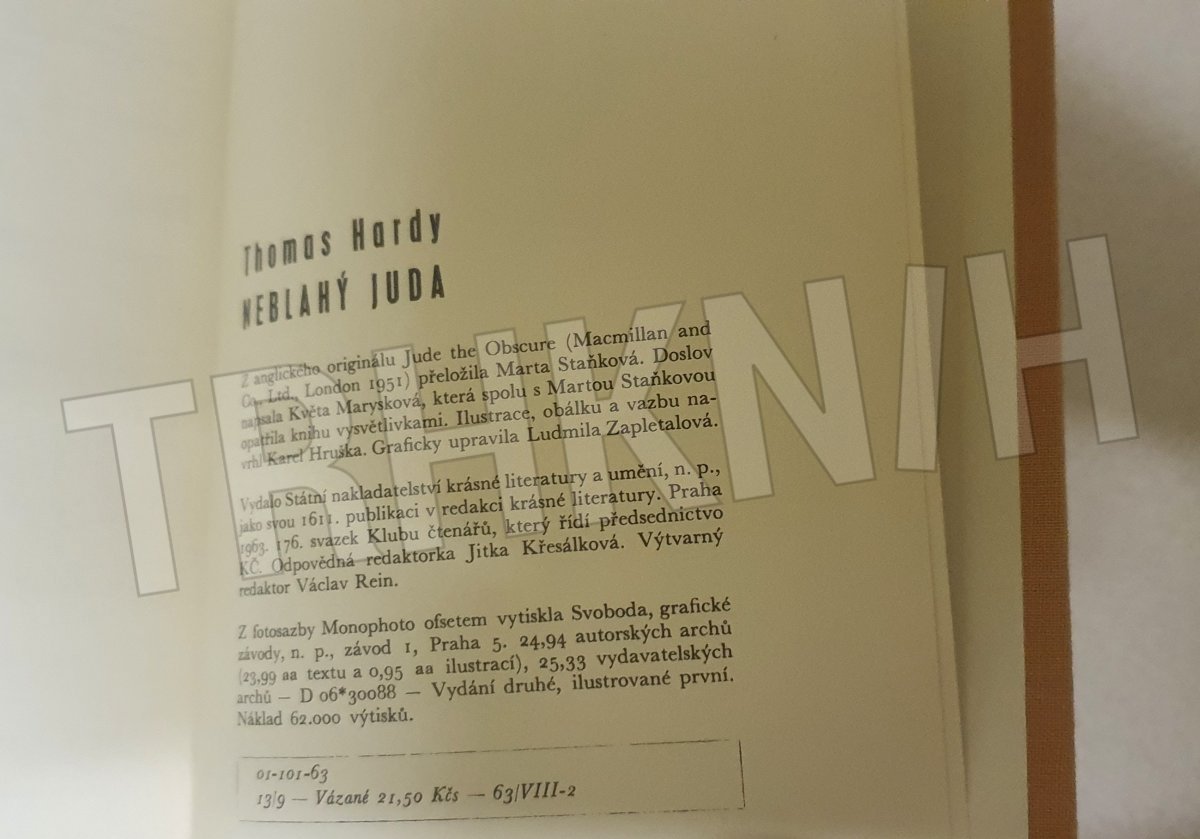 Thomas Hardy
NEBLAHÝ JUDA
Z anglického originálu Jude the Obscure (Macmillan and
Co., Ltd., London 1951) přeložila Marta Staňková. Doslov
napsala Květa Marysková, která spolu s Martou Staňkovou
opatřila knihu vysvětlivkami. Ilustrace, obálku a vazbu na-
vrhl Karel Hruška. Graficky upravila Ludmila Zapletalová.
Vydalo Státní nakladatelství krásné literatury a umění, n. p.,
jako svou 1611. publikaci v redakci krásné literatury. Praha
1963. 176. svazek Klubu čtenářů, který řídí předsednictvo
KČ. Odpovědná redaktorka Jitka Křesálková. Výtvarný
redaktor Václav Rein.
Z fotosazby Monophoto ofsetem vytiskla Svoboda, grafické
závody, n. p., závod 1, Praha 5. 24,94 autorských archů
(23,99 aa textu a 0,95 aa ilustrací), 25,33 vydavatelských
archů — D 06*30088 — Vydání druhé, ilustrované první.
Náklad 62.000 výtisků.
01-101-63
13/9 — Vázané 21,50 Kčs — 63/VIII-2
TRHKNIH